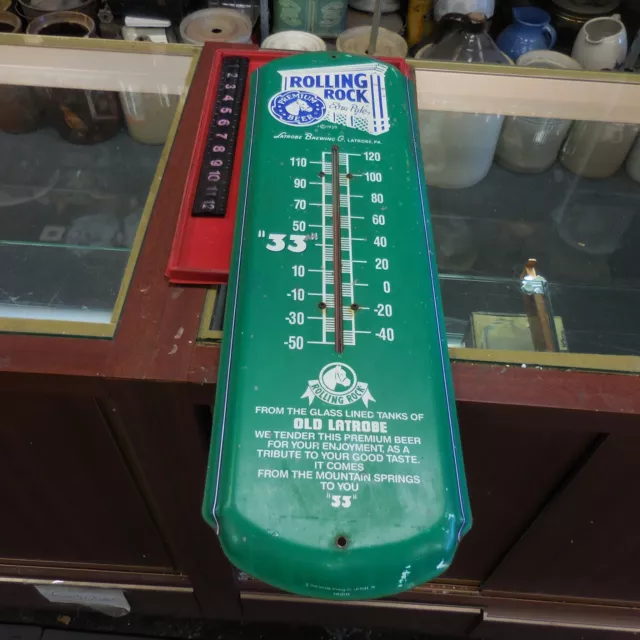 ROLLING
ROCK
PREMIUM
BEER
Extra Pale
LATROBE BREWING CO. LATROBE, PA.
120
110
100
90
80
70
60
50
"33"
40
20
10
0
-10
-20
-30
-40
-50
ROLLING ROCK
FROM THE GLASS LINED TANKS OF
OLD LATROBE
WE TENDER THIS PREMIUM BEER
FOR YOUR ENJOYMENT, AS A
TRIBUTE TO YOUR GOOD TASTE.
IT COMES
FROM THE MOUNTAIN SPRINGS
TO YOU
"33"
2
3
4
5
6
7
8
9
10
11
12